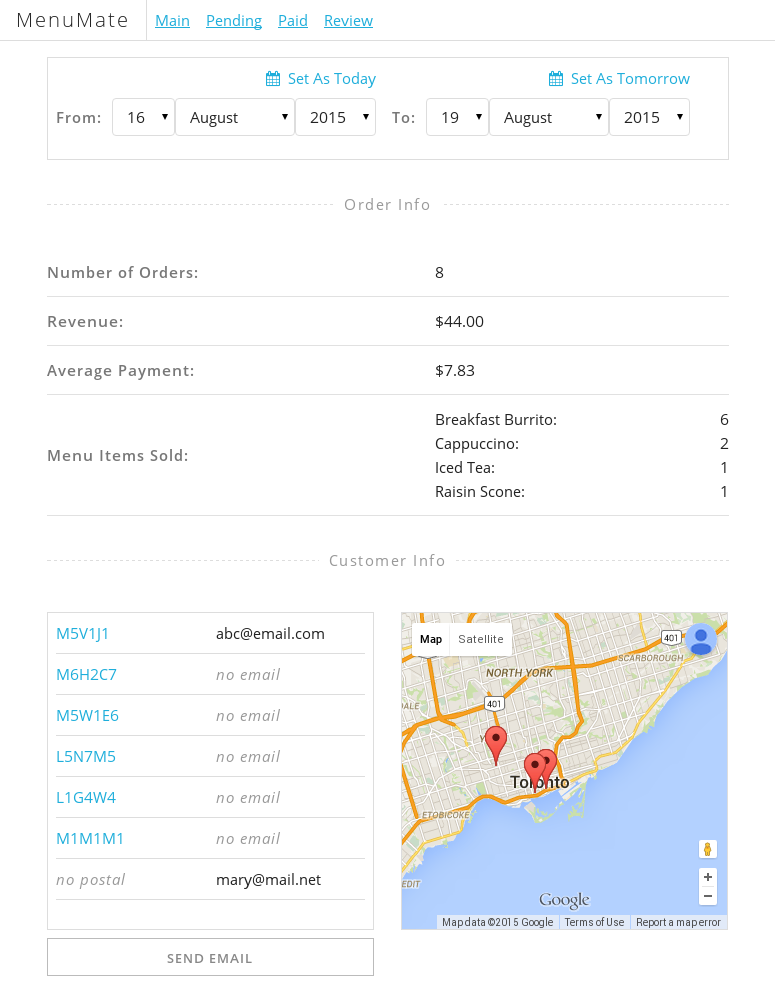 MenuMate Main Pending Paid Review
Set As Today Set As Tomorrow
From: 16 August 2015 To: 19 August 2015
Order Info
Number of Orders: 8
Revenue: $44.00
Average Payment: $7.83
Menu Items Sold:
Breakfast Burrito: 6
Cappuccino: 2
Iced Tea: 1
Raisin Scone: 1
Customer Info
M5V1J1 abc@email.com
M6H2C7 no email
M5W1E6 no email
L5N7M5 no email
L1G4W4 no email
M1M1M1 no email
no postal mary@mail.net
SEND EMAIL
Map Satellite
401
SCARBOROUGH
NORTH YORK
401
DALE
Toronto
ETOBICOKE
EDIT
+
−
Google
Map data ©2015 Google Terms of Use Report a map error